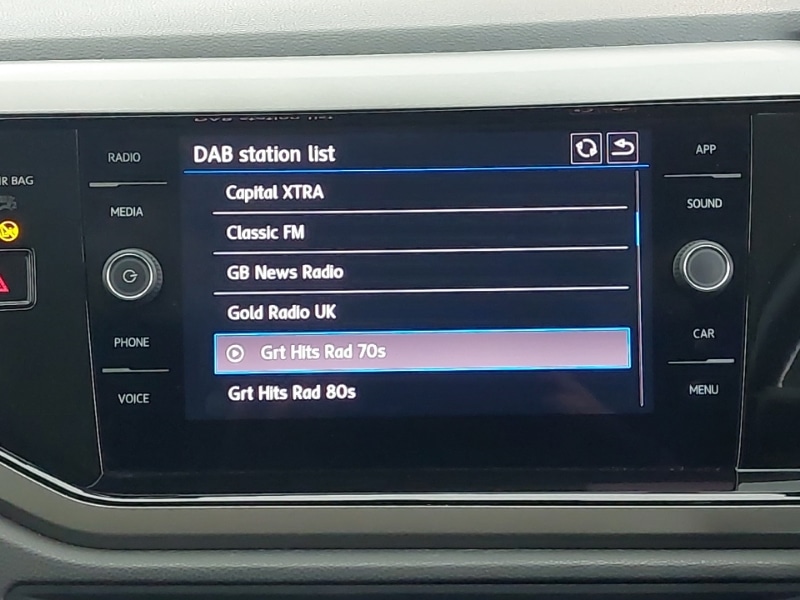 DAB station list
RADIO
MEDIA
PHONE
VOICE
Capital XTRA
Classic FM
GB News Radio
Gold Radio UK
Grt Hits Rad 70s
Grt Hits Rad 80s
APP
SOUND
CAR
MENU
R BAG